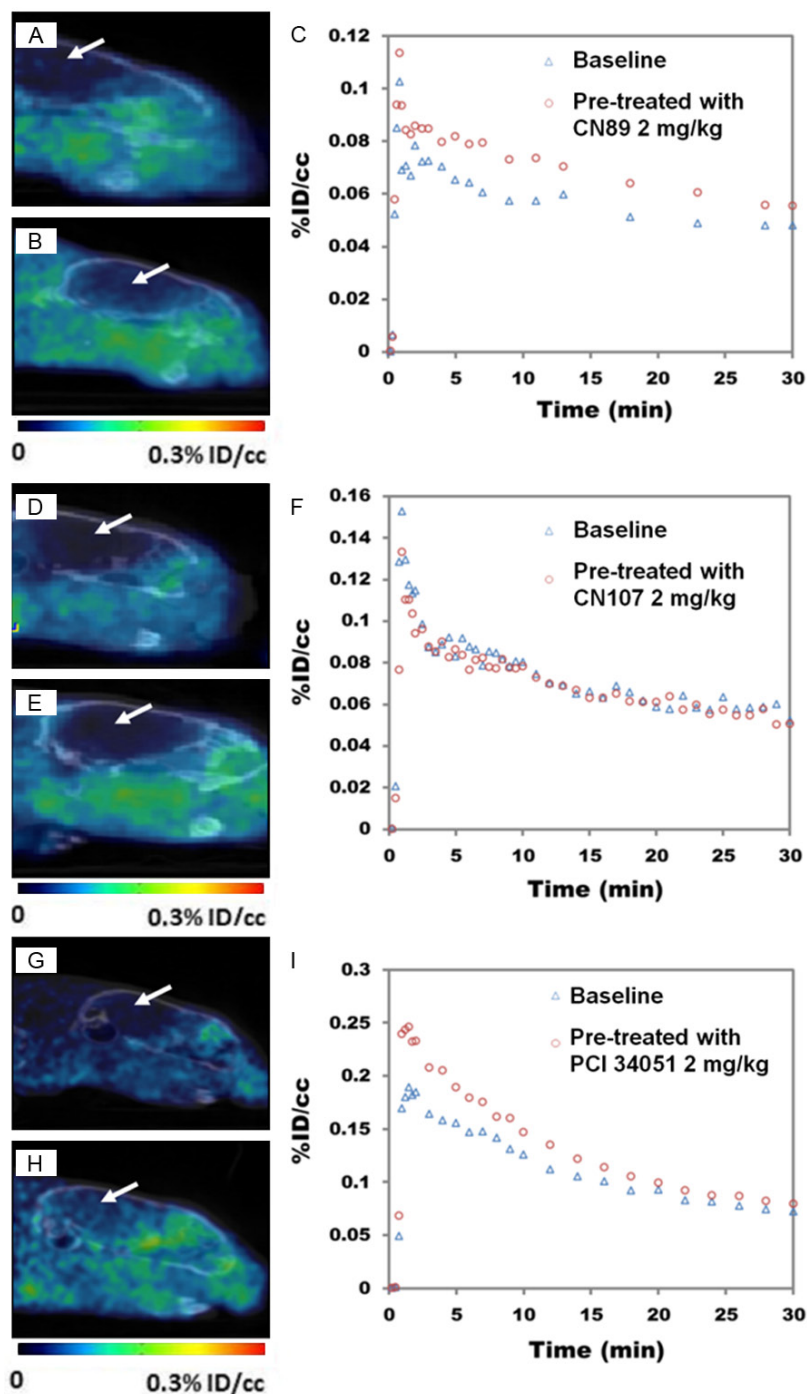 A
B
0
0.3% ID/cc
C
0.12
0.1
0.08
0.06
0.04
0.02
0
%ID/cc
Baseline
Pre-treated with
CN89 2 mg/kg
0 5 10 15 20 25 30
Time (min)
D
E
0
0.3% ID/cc
F
0.16
0.14
0.12
0.1
0.08
0.06
0.04
0.02
0
%ID/cc
Baseline
Pre-treated with
CN107 2 mg/kg
0 5 10 15 20 25 30
Time (min)
G
H
0
0.3% ID/cc
I
0.3
0.25
0.2
0.15
0.1
0.05
0
%ID/cc
Baseline
Pre-treated with
PCI 34051 2 mg/kg
0 5 10 15 20 25 30
Time (min)